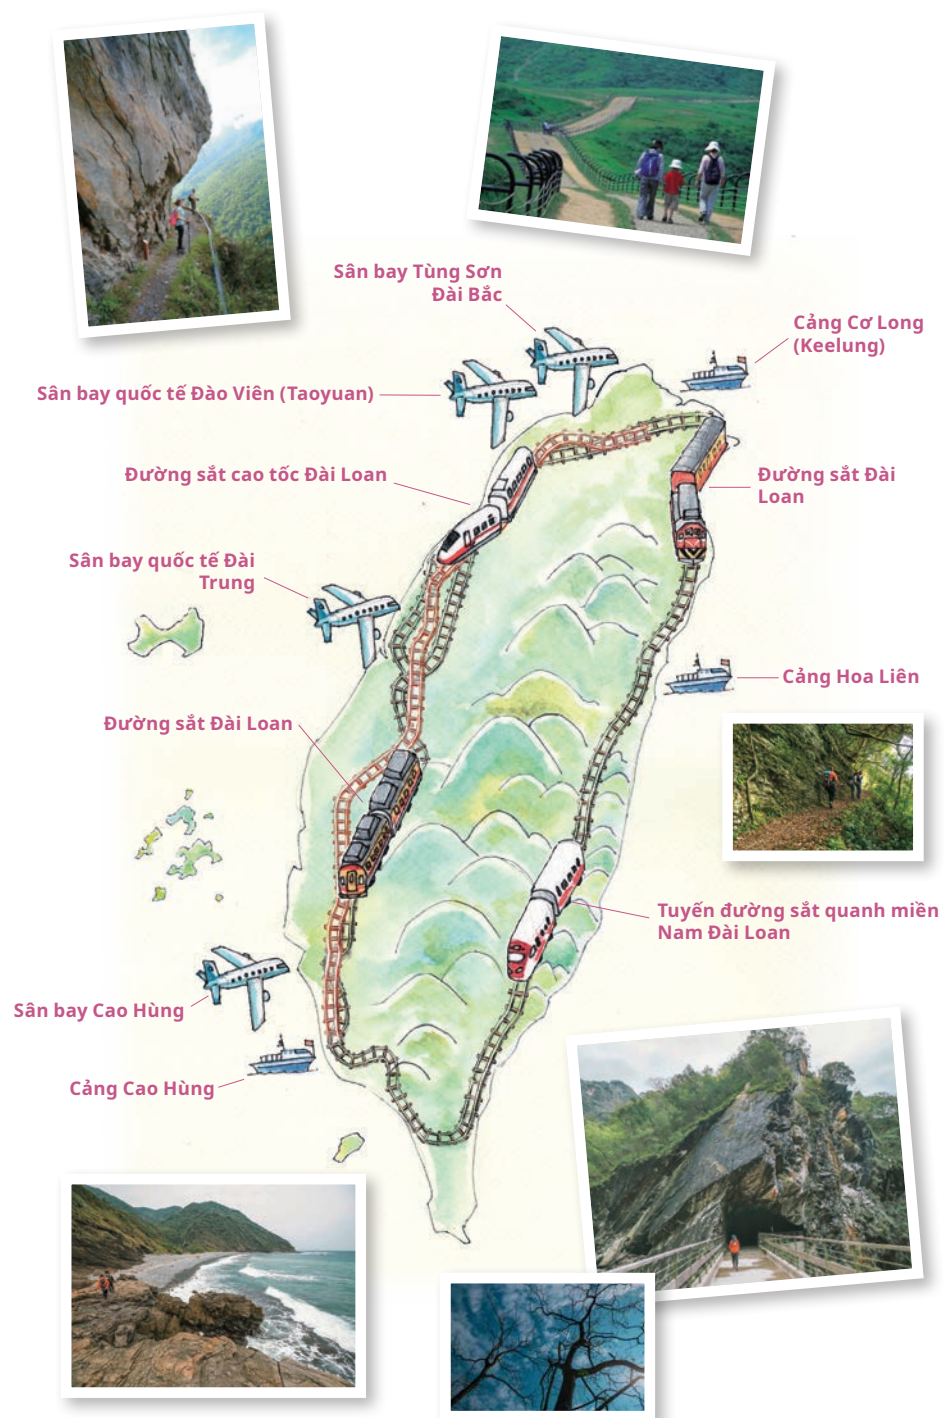 Sân bay Tùng Sơn
Đài Bắc
Cảng Cơ Long
(Keelung)
Sân bay quốc tế Đào Viên (Taoyuan)
Đường sắt cao tốc Đài Loan
Đường sắt Đài
Loan
Sân bay quốc tế Đài
Trung
Cảng Hoa Liên
Đường sắt Đài Loan
Tuyến đường sắt quanh miền
Nam Đài Loan
Sân bay Cao Hùng
Cảng Cao Hùng